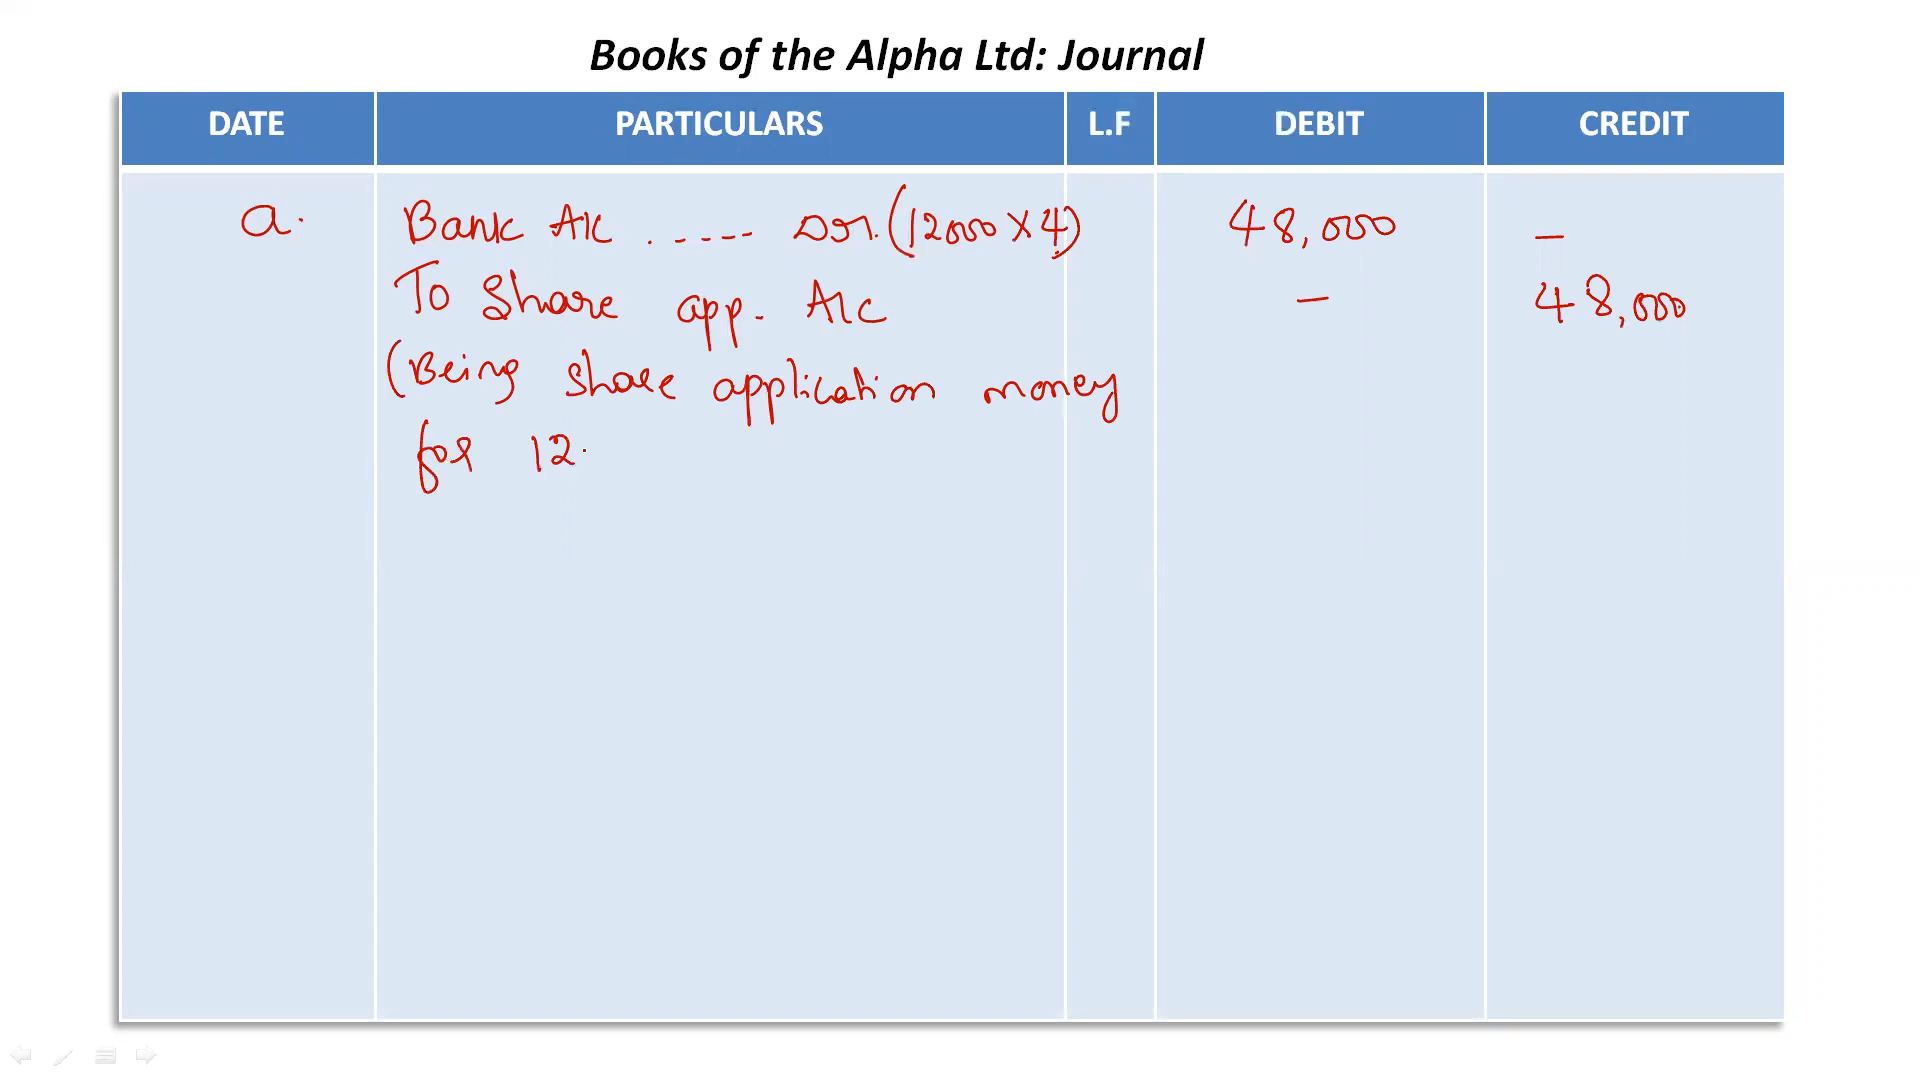 Books of the Alpha Ltd: Journal
DATE PARTICULARS L.F DEBIT CREDIT
a. Bank A/c . - - - - Dr. (12000 X 4) 48,000 –
To Share app. A/c – 48,000
(Being share application money
for 12.